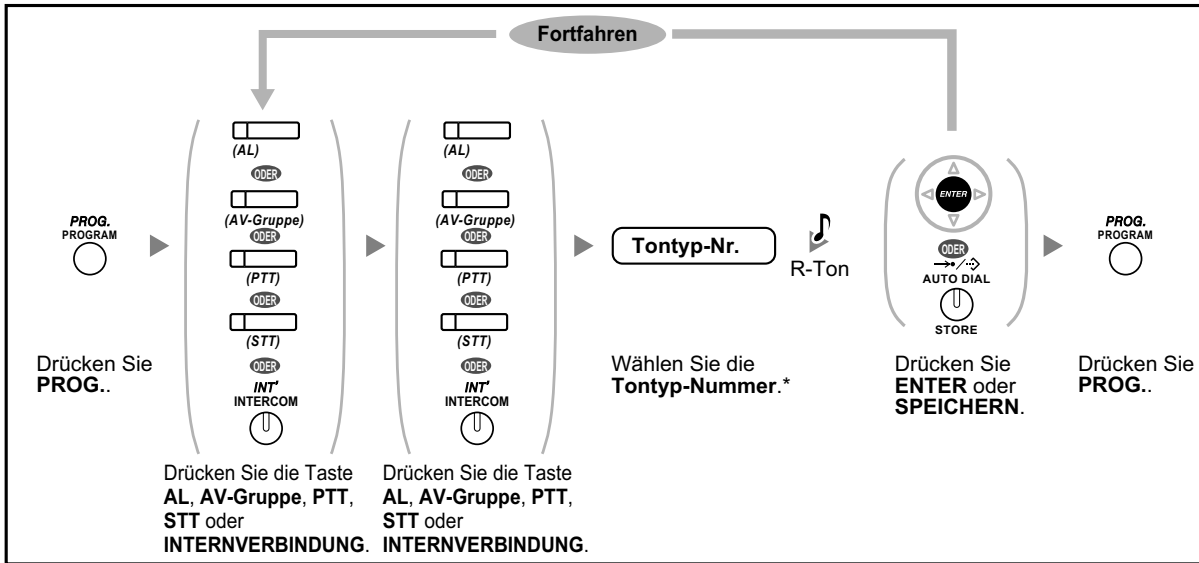 Fortfahren
PROG.
PROGRAM
Drücken Sie
PROG..
(AL)
ODER
(AV-Gruppe)
ODER
(PTT)
ODER
(STT)
ODER
INT'
INTERCOM
Drücken Sie die Taste
AL, AV-Gruppe, PTT,
STT oder
INTERNVERBINDUNG.
(AL)
ODER
(AV-Gruppe)
ODER
(PTT)
ODER
(STT)
ODER
INT'
INTERCOM
Drücken Sie die Taste
AL, AV-Gruppe, PTT,
STT oder
INTERNVERBINDUNG.
Tontyp-Nr.
R-Ton
Wählen Sie die
Tontyp-Nummer.*
ENTER
ODER
AUTO DIAL
STORE
Drücken Sie
ENTER oder
SPEICHERN.
PROG.
PROGRAM
Drücken Sie
PROG..